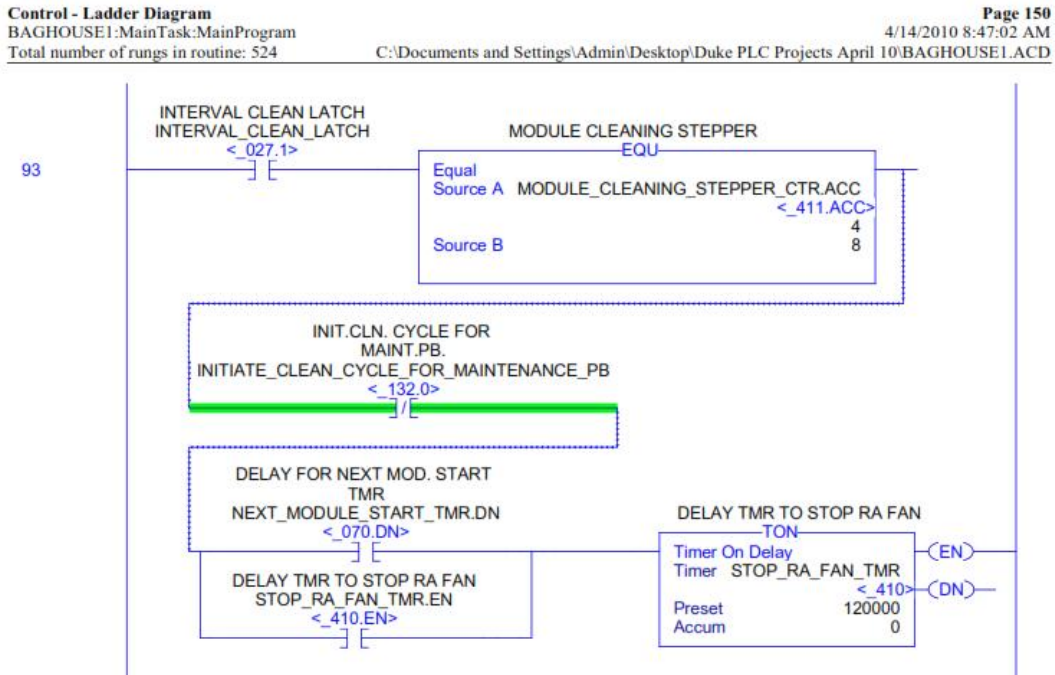 Control - Ladder Diagram Page 150
BAGHOUSE1:MainTask:MainProgram 4/14/2010 8:47:02 AM
Total number of rungs in routine: 524 C:\Documents and Settings\Admin\Desktop\Duke PLC Projects April 10\BAGHOUSE1.ACD
INTERVAL CLEAN LATCH
INTERVAL_CLEAN_LATCH
<_027.1>
MODULE CLEANING STEPPER
EQU
93
Equal
Source A MODULE_CLEANING_STEPPER_CTR.ACC
<_411.ACC>
4
Source B 8
INIT.CLN. CYCLE FOR
MAINT.PB.
INITIATE_CLEAN_CYCLE_FOR_MAINTENANCE_PB
<_132.0>
/
DELAY FOR NEXT MOD. START
TMR
NEXT_MODULE_START_TMR.DN
<_070.DN>
DELAY TMR TO STOP RA FAN
STOP_RA_FAN_TMR.EN
<_410.EN>
DELAY TMR TO STOP RA FAN
TON
Timer On Delay
Timer STOP_RA_FAN_TMR
<_410>
Preset 120000
Accum 0
EN
DN